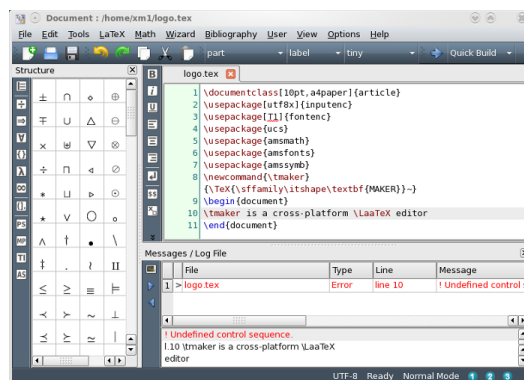 Document : /home/xm1/logo.tex
File Edit Tools LaTeX Math Wizard Bibliography User View Options Help
part label tiny Quick Build
Structure
logo.tex
1 \documentclass[10pt,a4paper]{article}
2 \usepackage[utf8x]{inputenc}
3 \usepackage[T1]{fontenc}
4 \usepackage{ucs}
5 \usepackage{amsmath}
6 \usepackage{amsfonts}
7 \usepackage{amssymb}
8 \newcommand{\tmaker}
{\TeX{\sffamily\itshape\textbf{MAKER}}~}
9 \begin{document}
10 \tmaker is a cross-platform \LaaTeX editor
11 \end{document}
Messages / Log File
File Type Line Message
1 > logo.tex Error line 10 ! Undefined control
! Undefined control sequence.
l.10 \tmaker is a cross-platform \LaaTeX
editor
UTF-8 Ready Normal Mode 1 2 3